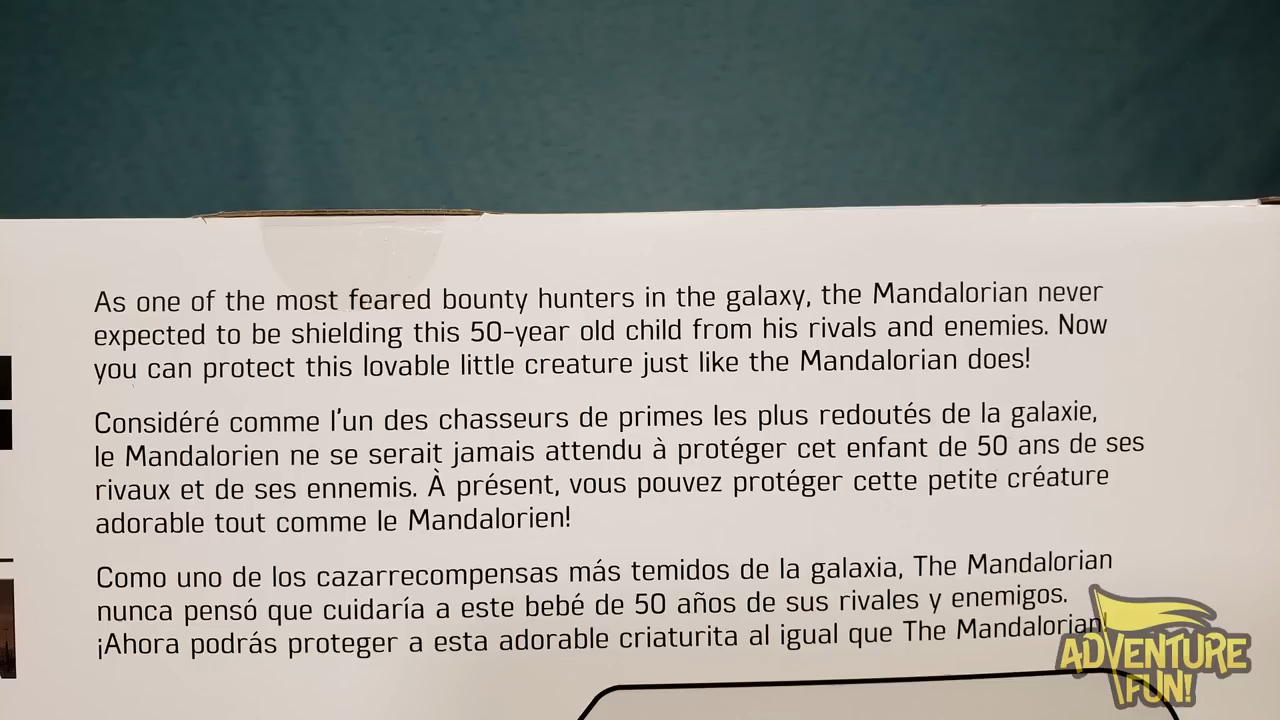 As one of the most feared bounty hunters in the galaxy, the Mandalorian never
expected to be shielding this 50-year old child from his rivals and enemies. Now
you can protect this lovable little creature just like the Mandalorian does!
Considéré comme l'un des chasseurs de primes les plus redoutés de la galaxie,
le Mandalorien ne se serait jamais attendu à protéger cet enfant de 50 ans de ses
rivaux et de ses ennemis. À présent, vous pouvez protéger cette petite créature
adorable tout comme le Mandalorien!
Como uno de los cazarrecompensas más temidos de la galaxia, The Mandalorian
nunca pensó que cuidaría a este bebé de 50 años de sus rivales y enemigos.
¡Ahora podrás proteger a esta adorable criaturita al igual que The Mandalorian!
ADVENTURE
FUN!